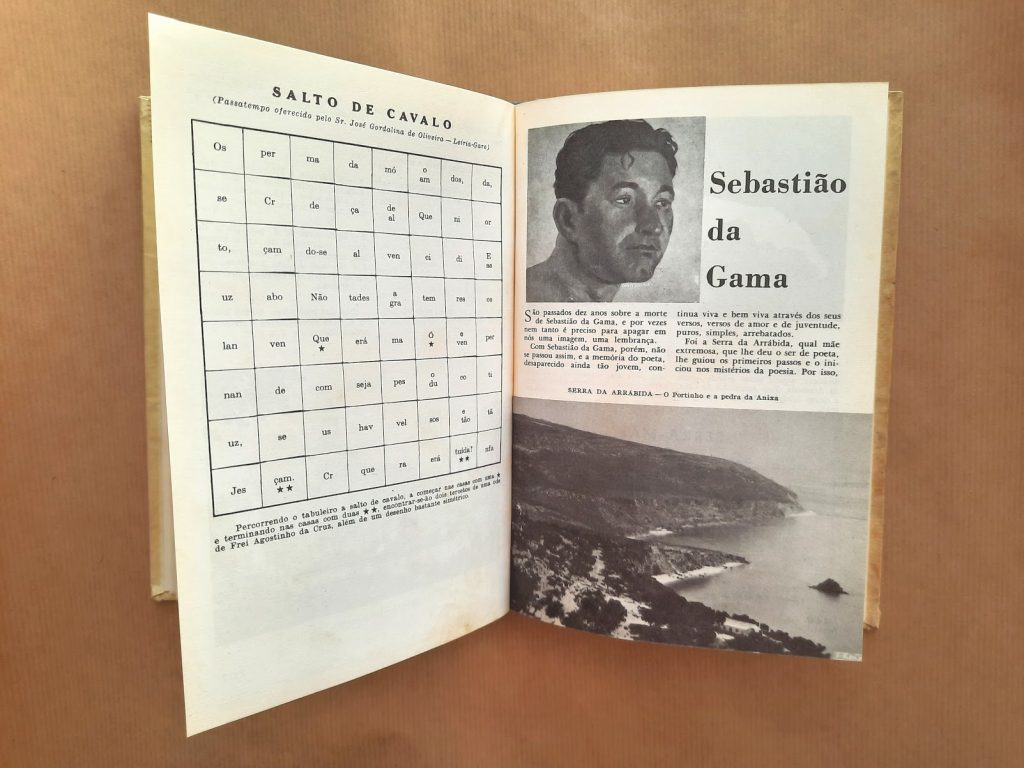 SALTO DE CAVALO
(Passatempo oferecido pelo Sr. José Gordalina de Oliveira — Leiria-Gare)
Os per ma da mó o am dos, da,
se Cr de ça de al Que ni or
to, çam do-se al ven ci di E
uz abo Não tades a gra tem res os
lan ven Que ★ erá ma Ó ★ e ven per
nan de com seja pes o du co ti
uz, se us hav vel sos e tão tá
Jes çam. ★★ Cr que ra erá tuída? ★★ nfa
Percorrendo o tabuleiro a salto de cavalo, a começar nas casas com uma ★
e terminando nas casas com duas ★★, encontrar-se-ão dois tercetos de uma ode
de Frei Agostinho da Cruz, além de um desenho bastante simétrico.
Sebastião
da
Gama
São passados dez anos sobre a morte
de Sebastião da Gama, e por vezes
nem tanto é preciso para apagar em
nós uma imagem, uma lembrança.
Com Sebastião da Gama, porém, não
se passou assim, e a memória do poeta,
desaparecido ainda tão jovem, con-
tinua viva e bem viva através dos seus
versos, versos de amor e de juventude,
puros, simples, arrebatados.
Foi a Serra da Arrábida, qual mãe
extremosa, que lhe deu o ser de poeta,
lhe guiou os primeiros passos e o ini-
ciou nos mistérios da poesia. Por isso,
SERRA DA ARRÁBIDA — O Portinho e a pedra da Anixa